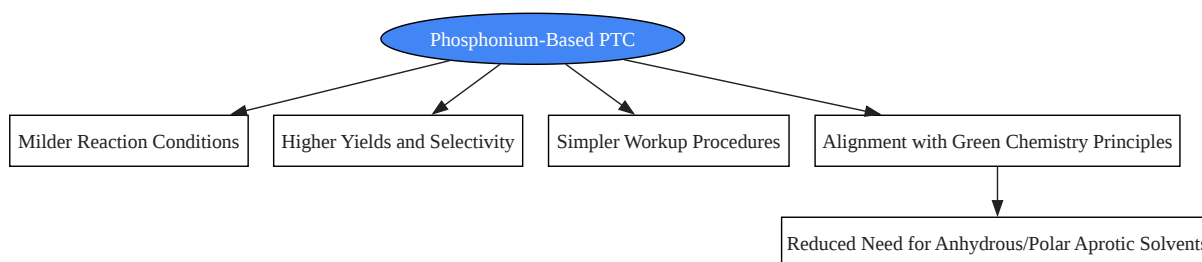 Phosphonium-Based PTC
Milder Reaction Conditions
Higher Yields and Selectivity
Simpler Workup Procedures
Alignment with Green Chemistry Principles
Reduced Need for Anhydrous/Polar Aprotic Solvents